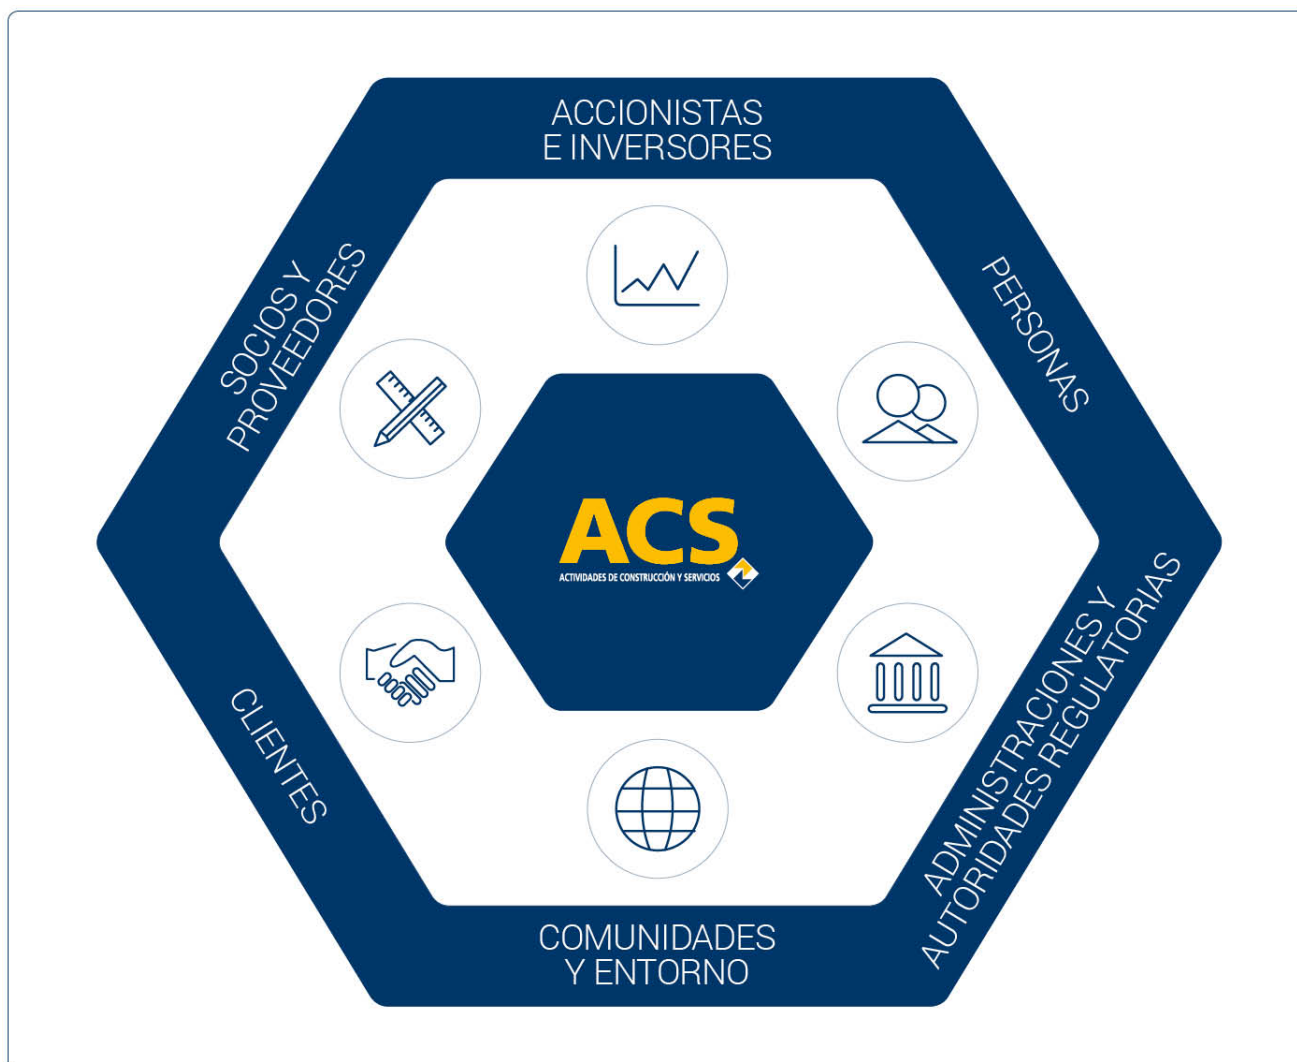 ACCIONISTAS
E INVERSORES
PERSONAS
SOCIOS Y
PROVEEDORES
ACS
ACTIVIDADES DE CONSTRUCCIÓN Y SERVICIOS
ADMINISTRACIONES Y
AUTORIDADES REGULATORIAS
CLIENTES
COMUNIDADES
Y ENTORNO